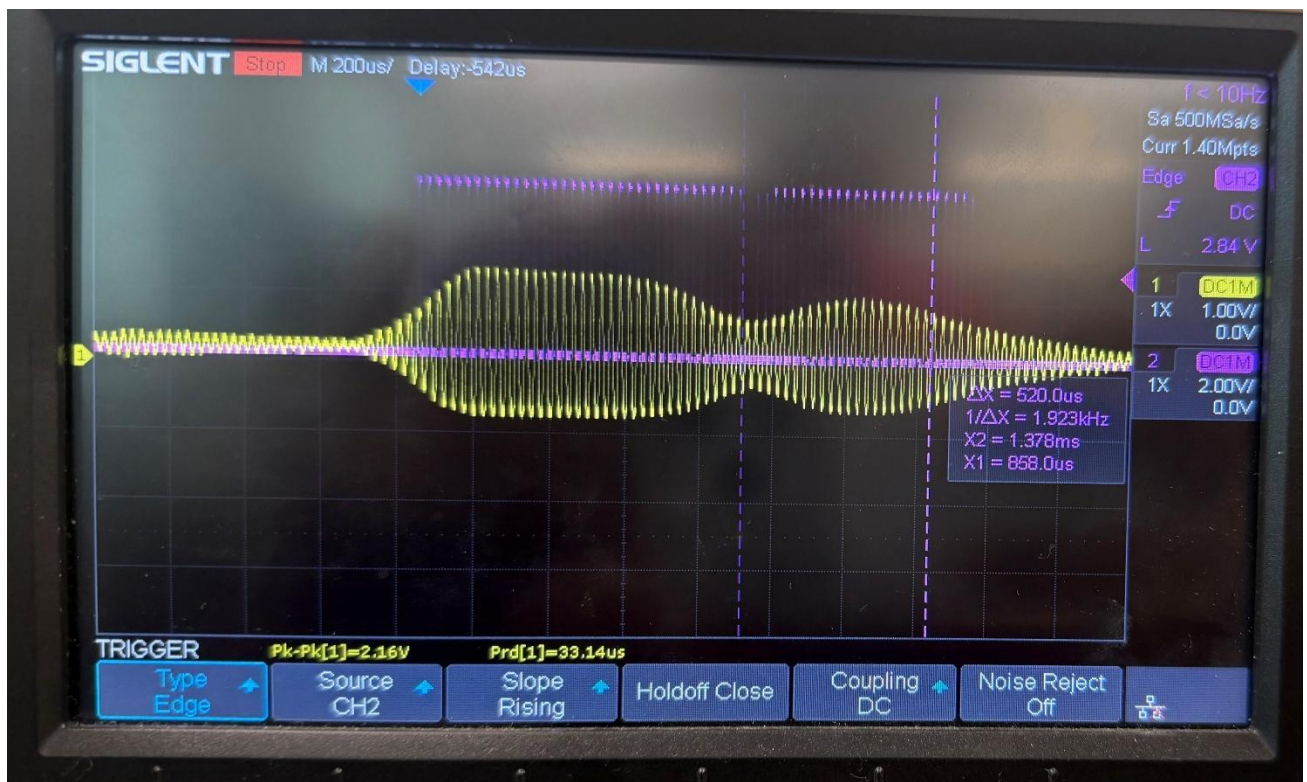 SIGLENT Stop M 200us/ Delay:-542us
f < 10Hz
Sa 500MSa/s
Curr 1.40Mpts
Edge CH2
DC
L 2.84 V
1 DC1M
1X 1.00V/
0.0V
2 DC1M
1X 2.00V/
0.0V
1
ΔX = 520.0us
1/ΔX = 1.923kHz
X2 = 1.378ms
X1 = 858.0us
TRIGGER Pk-Pk[1]=2.16V Prd[1]=33.14us
Type
Edge
Source
CH2
Slope
Rising
Holdoff Close
Coupling
DC
Noise Reject
Off